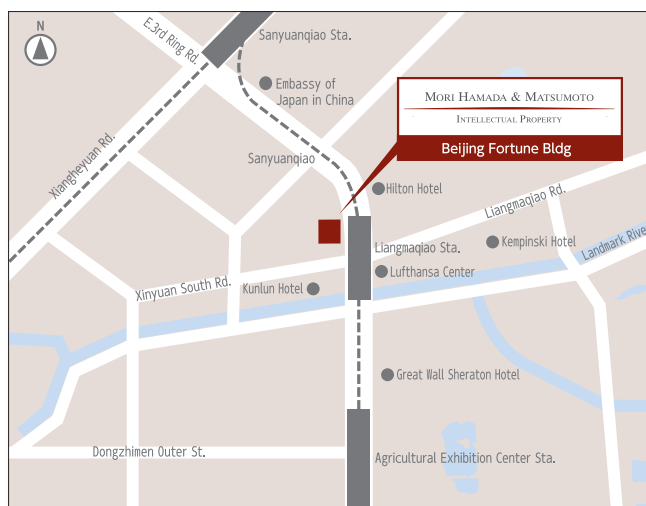 N
E.3rd Ring Rd.
Sanyuanqiao Sta.
Embassy of
Japan in China
MORI HAMADA & MATSUMOTO
INTELLECTUAL PROPERTY
Beijing Fortune Bldg
Xiangheyuan Rd.
Sanyuanqiao
Hilton Hotel
Liangmaqiao Rd.
Liangmaqiao Sta.
Kempinski Hotel
Landmark River
Lufthansa Center
Xinyuan South Rd.
Kunlun Hotel
Great Wall Sheraton Hotel
Dongzhimen Outer St.
Agricultural Exhibition Center Sta.